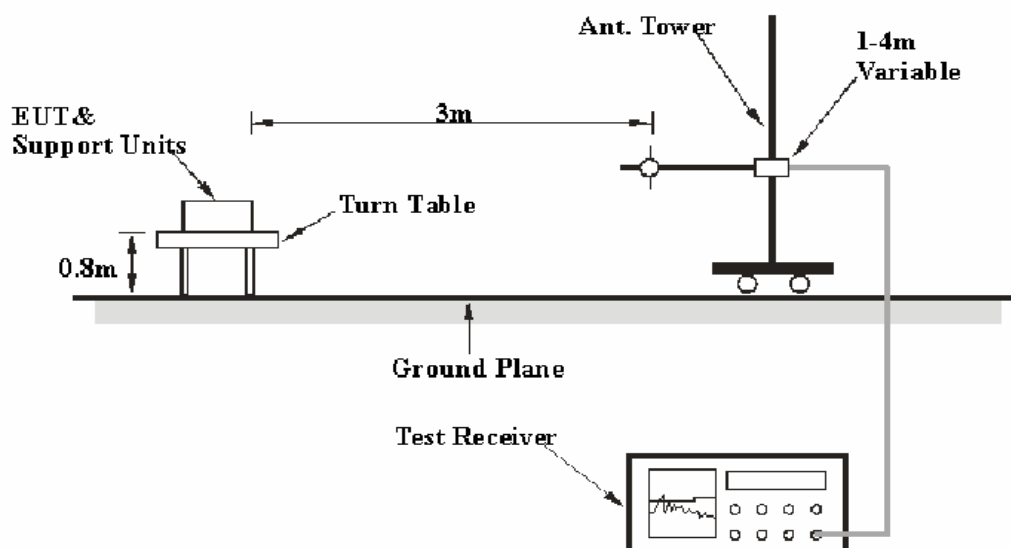 Ant. Tower
1-4m
Variable
EUT&
Support Units
3m
Turn Table
0.8m
Ground Plane
Test Receiver